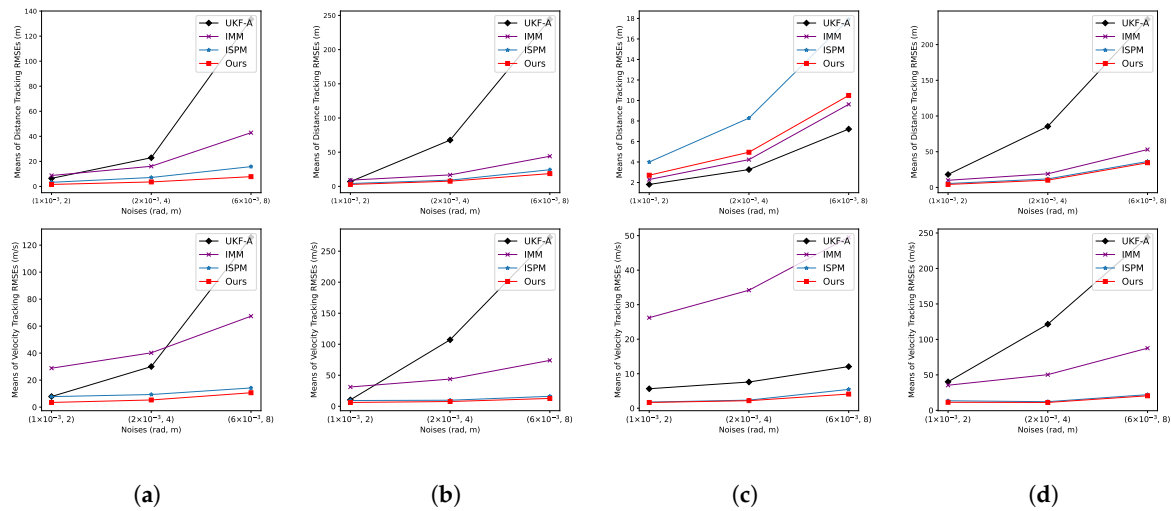 140
120
100
80
60
40
20
0
Means of Distance Tracking RMSEs (m)
UKF-A
IMM
ISPM
Ours
(1×10⁻³, 2) (2×10⁻³, 4) (6×10⁻³, 8)
Noises (rad, m)
250
200
150
100
50
0
Means of Distance Tracking RMSEs (m)
UKF-A
IMM
ISPM
Ours
(1×10⁻³, 2) (2×10⁻³, 4) (6×10⁻³, 8)
Noises (rad, m)
18
16
14
12
10
8
6
4
2
Means of Distance Tracking RMSEs (m)
UKF-A
IMM
ISPM
Ours
(1×10⁻³, 2) (2×10⁻³, 4) (6×10⁻³, 8)
Noises (rad, m)
200
150
100
50
0
Means of Distance Tracking RMSEs (m)
UKF-A
IMM
ISPM
Ours
(1×10⁻³, 2) (2×10⁻³, 4) (6×10⁻³, 8)
Noises (rad, m)
120
100
80
60
40
20
0
Means of Velocity Tracking RMSEs (m/s)
UKF-A
IMM
ISPM
Ours
(1×10⁻³, 2) (2×10⁻³, 4) (6×10⁻³, 8)
Noises (rad, m)
250
200
150
100
50
0
Means of Velocity Tracking RMSEs (m/s)
UKF-A
IMM
ISPM
Ours
(1×10⁻³, 2) (2×10⁻³, 4) (6×10⁻³, 8)
Noises (rad, m)
50
40
30
20
10
0
Means of Velocity Tracking RMSEs (m/s)
UKF-A
IMM
ISPM
Ours
(1×10⁻³, 2) (2×10⁻³, 4) (6×10⁻³, 8)
Noises (rad, m)
250
200
150
100
50
0
Means of Velocity Tracking RMSEs (m/s)
UKF-A
IMM
ISPM
Ours
(1×10⁻³, 2) (2×10⁻³, 4) (6×10⁻³, 8)
Noises (rad, m)
(a) (b) (c) (d)